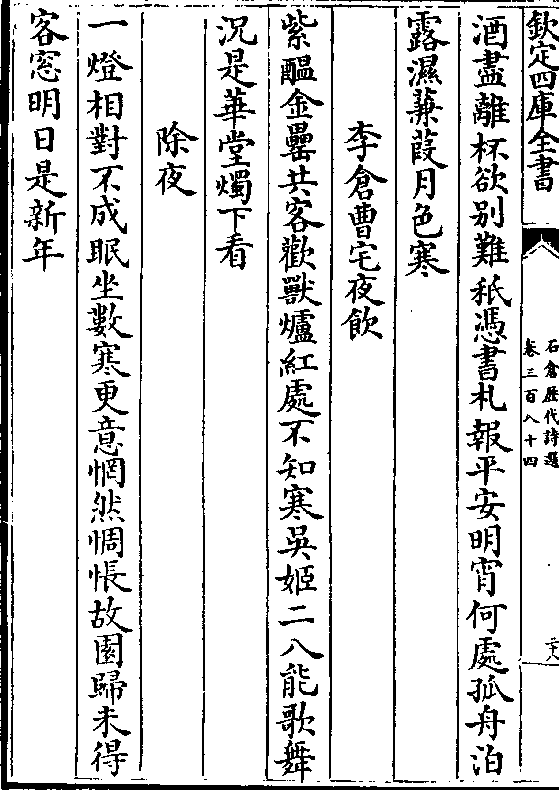 欽定四庫全書
石倉歷代詩選
卷三百八十四
二十八
酒盡離杯欲别難秖憑書札報平安明宵何處孤舟泊
露濕蒹葭月色寒
李倉曹宅夜飲
紫醖金罍共客歡獸爐紅處不知寒吳姬二八能歌舞
况是華堂燭下看
除夜
一燈相對不成眠坐數寒更意惘然惆悵故園歸未得
客窓明日是新年